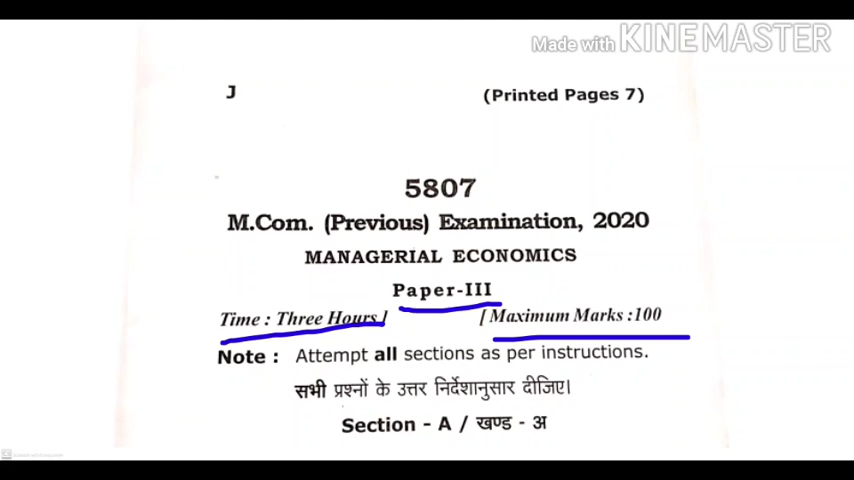 Made with KINEMASTER
J (Printed Pages 7)
5807
M.Com. (Previous) Examination, 2020
MANAGERIAL ECONOMICS
Paper-III
Time : Three Hours] [Maximum Marks :100
Note : Attempt all sections as per instructions.
सभी प्रश्नों के उत्तर निर्देशानुसार दीजिए।
Section - A / खण्ड - अ